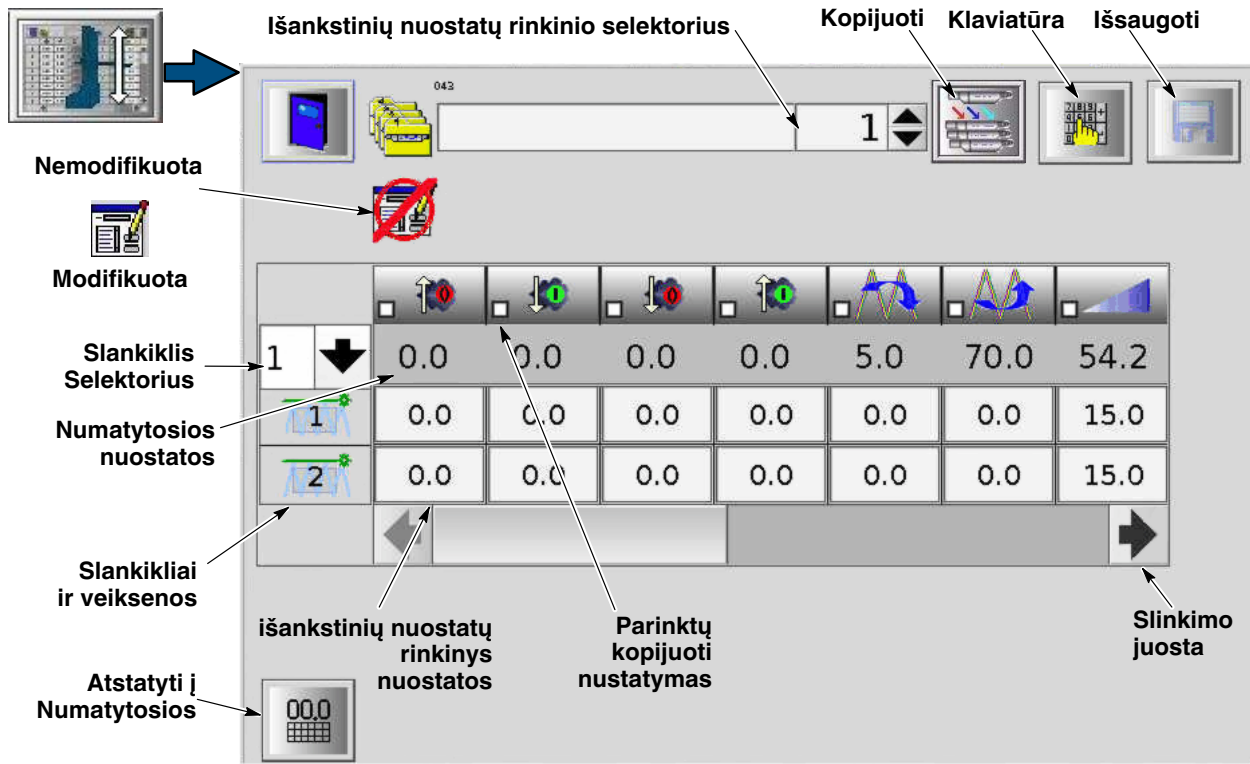 Išankstinių nuostatų rinkinio selektorius
Kopijuoti
Klaviatūra
Išsaugoti
043
1
Nemodifikuota
Modifikuota
Slankiklis
Selektorius
1
0.0 0.0 0.0 0.0 5.0 70.0 54.2
Numatytosios
nuostatos
1 0.0 0.0 0.0 0.0 0.0 0.0 15.0
2 0.0 0.0 0.0 0.0 0.0 0.0 15.0
Slankikliai
ir veiksenos
išankstinių nuostatų
rinkinys
nuostatos
Parinktų
kopijuoti
nustatymas
Slinkimo
juosta
Atstatyti į
Numatytosios
00.0